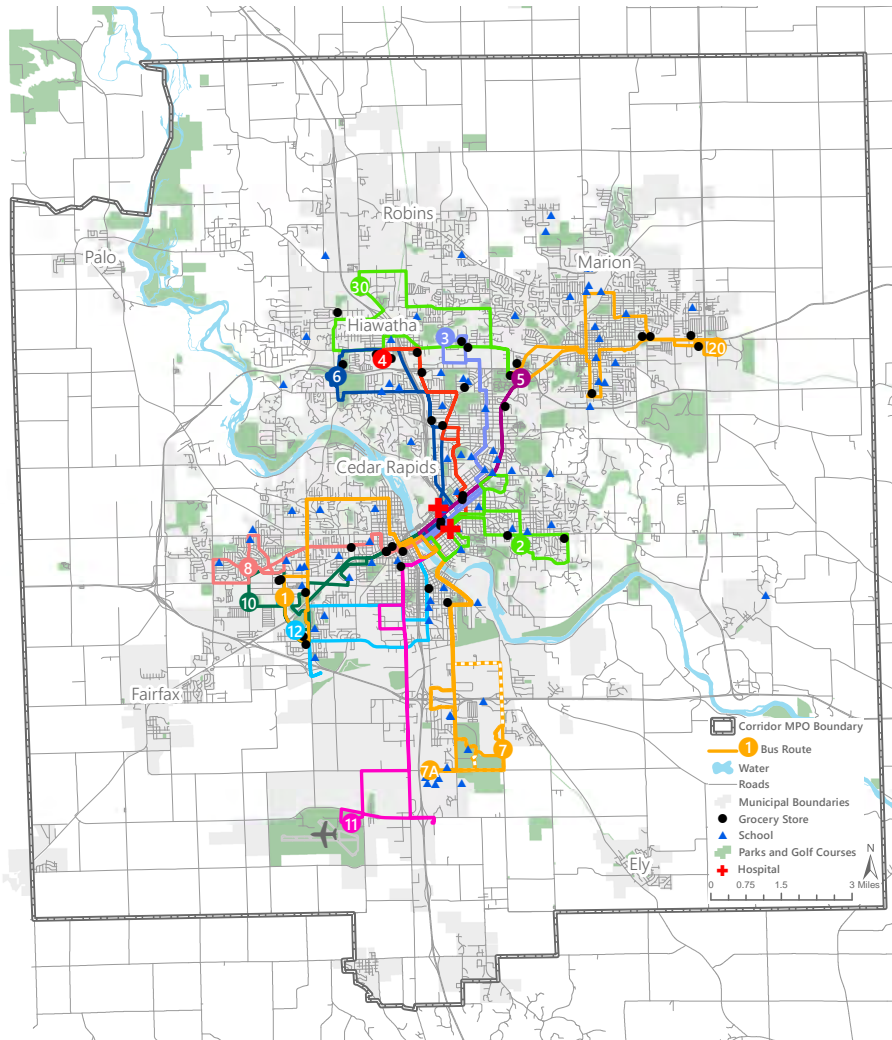 Robins
Palo
Marion
30
Hiawatha
3
20
4
6
5
Cedar Rapids
2
8
10
1
12
Fairfax
7
7A
11
Ely
Corridor MPO Boundary
1 Bus Route
Water
Roads
Municipal Boundaries
Grocery Store
School
Parks and Golf Courses
Hospital
N
0 0.75 1.5 3 Miles